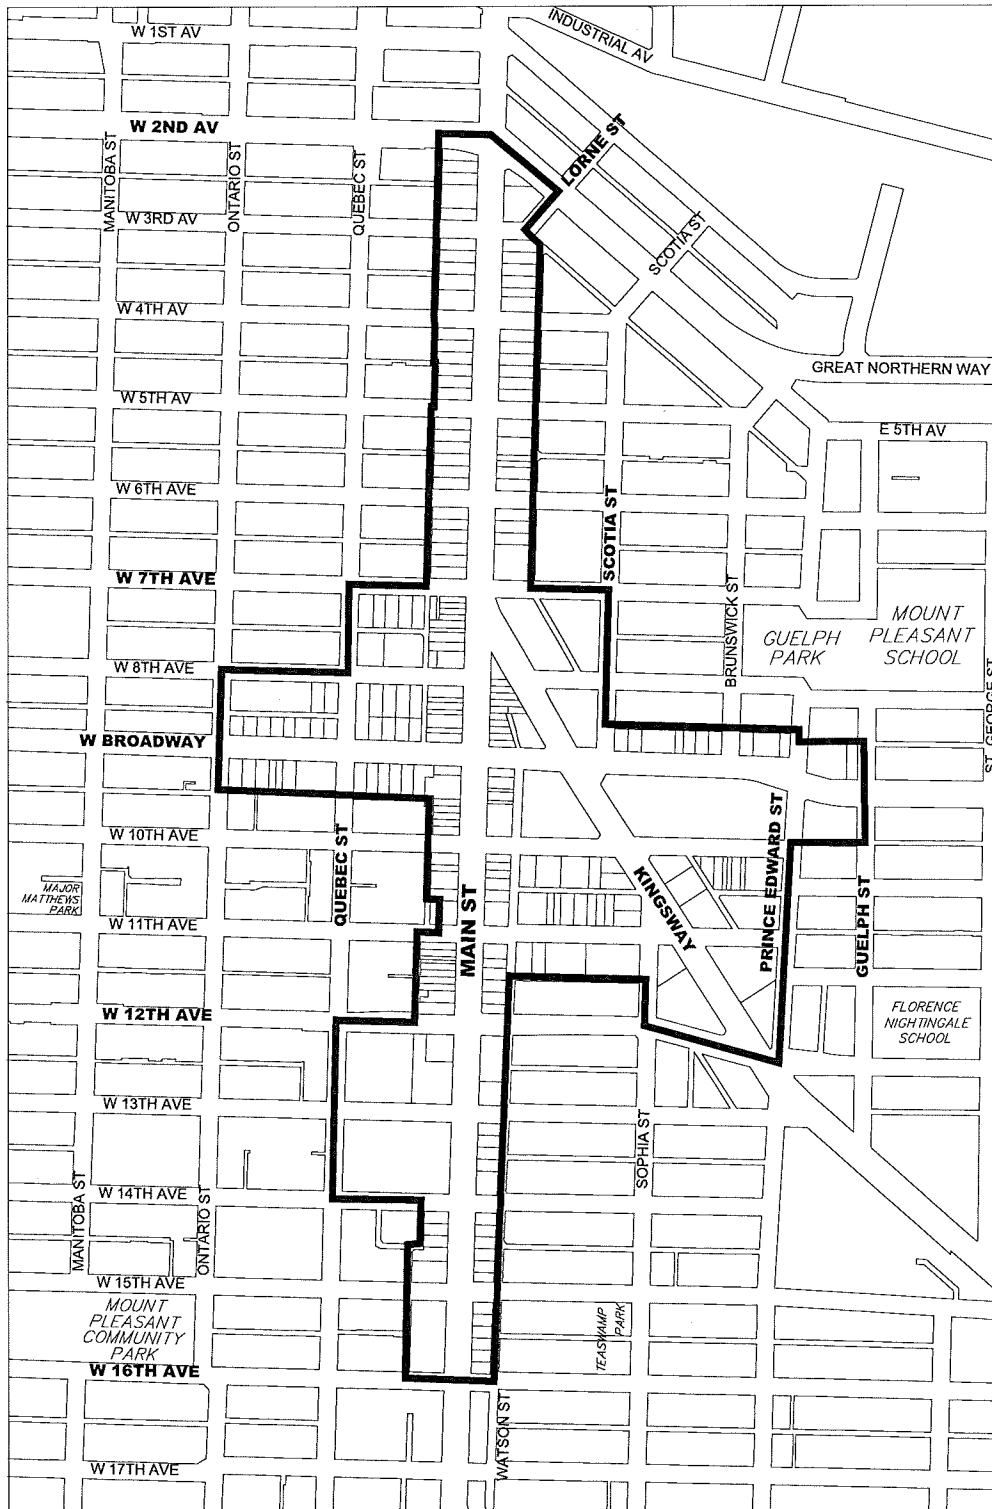 INDUSTRIAL AV
W 1ST AV
W 2ND AV
LORNE ST
MANITOBA ST
ONTARIO ST
QUEBEC ST
W 3RD AV
SCOTIA ST
W 4TH AV
GREAT NORTHERN WAY
W 5TH AV
E 5TH AV
W 6TH AVE
SCOTIA ST
W 7TH AVE
BRUNSWICK ST
MOUNT
PLEASANT
SCHOOL
GUELPH
PARK
W 8TH AVE
ST. GEORGE ST
W BROADWAY
W 10TH AVE
QUEBEC ST
PRINCE EDWARD ST
MAJOR
MATTHEWS
PARK
KINGSWAY
MAIN ST
GUELPH ST
W 11TH AVE
W 12TH AVE
FLORENCE
NIGHTINGALE
SCHOOL
W 13TH AVE
SOPHIA ST
W 14TH AVE
MANITOBA ST
ONTARIO ST
W 15TH AVE
MOUNT
PLEASANT
COMMUNITY
PARK
TEASWAMP
PARK
W 16TH AVE
WATSON ST
W 17TH AVE